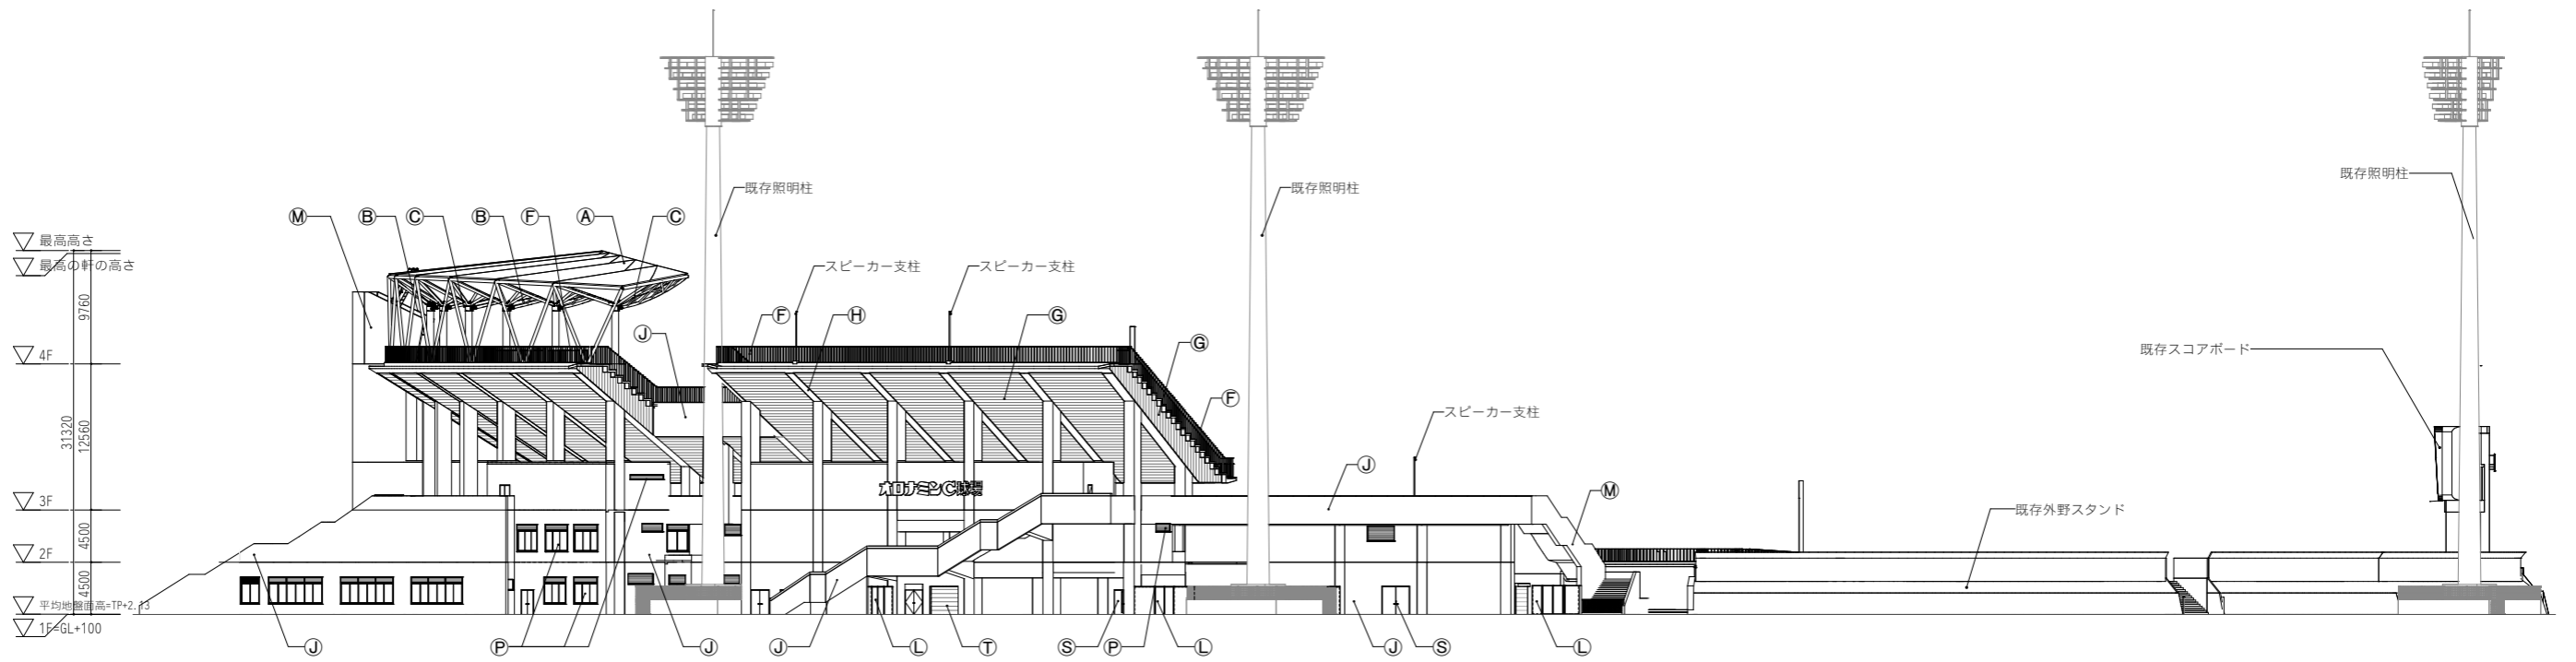 既存照明柱
既存照明柱
既存照明柱
M
B
C
B
F
A
C
最高高さ
最高の軒の高さ
スピーカー支柱
スピーカー支柱
9760
F
H
G
J
G
4F
既存スコアボード
F
31320
12560
スピーカー支柱
J
オロナミンC球場
M
3F
既存外野スタンド
4500
2F
4500
平均地盤面高=TP+2.13
1F=GL+100
J
P
J
J
L
T
S
P
L
J
S
L